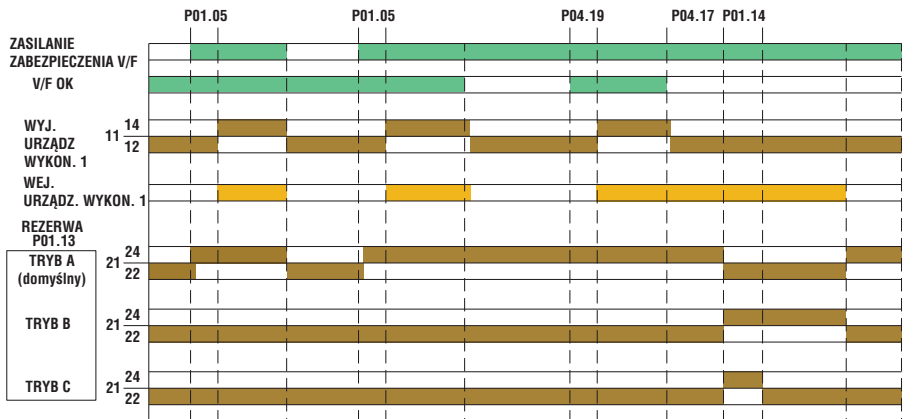 P01.05 P01.05 P04.19 P04.17 P01.14
ZASILANIE
ZABEZPIECZENIA V/F
V/F OK
WYJ.
URZĄDZ
WYKON. 1
11 14
12
WEJ.
URZĄDZ. WYKON. 1
REZERWA
P01.13
TRYB A
(domyślny)
21 24
22
TRYB B
21 24
22
TRYB C
21 24
22